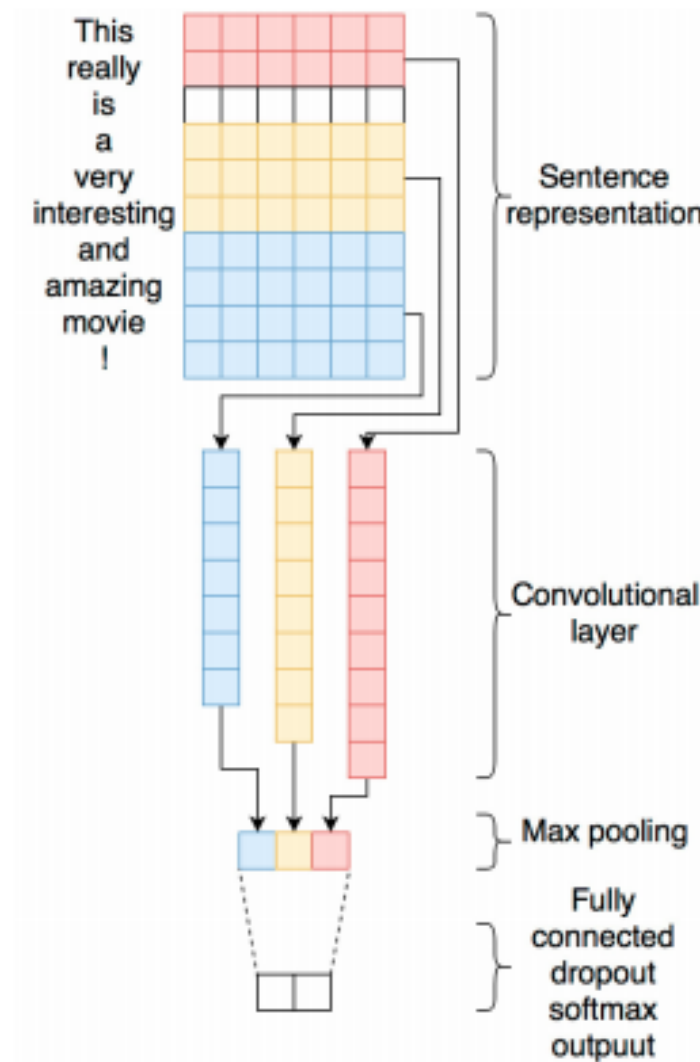 This
really
is
a
very
interesting
and
amazing
movie
!
Sentence
representation
Convolutional
layer
Max pooling
Fully
connected
dropout
softmax
outpuut